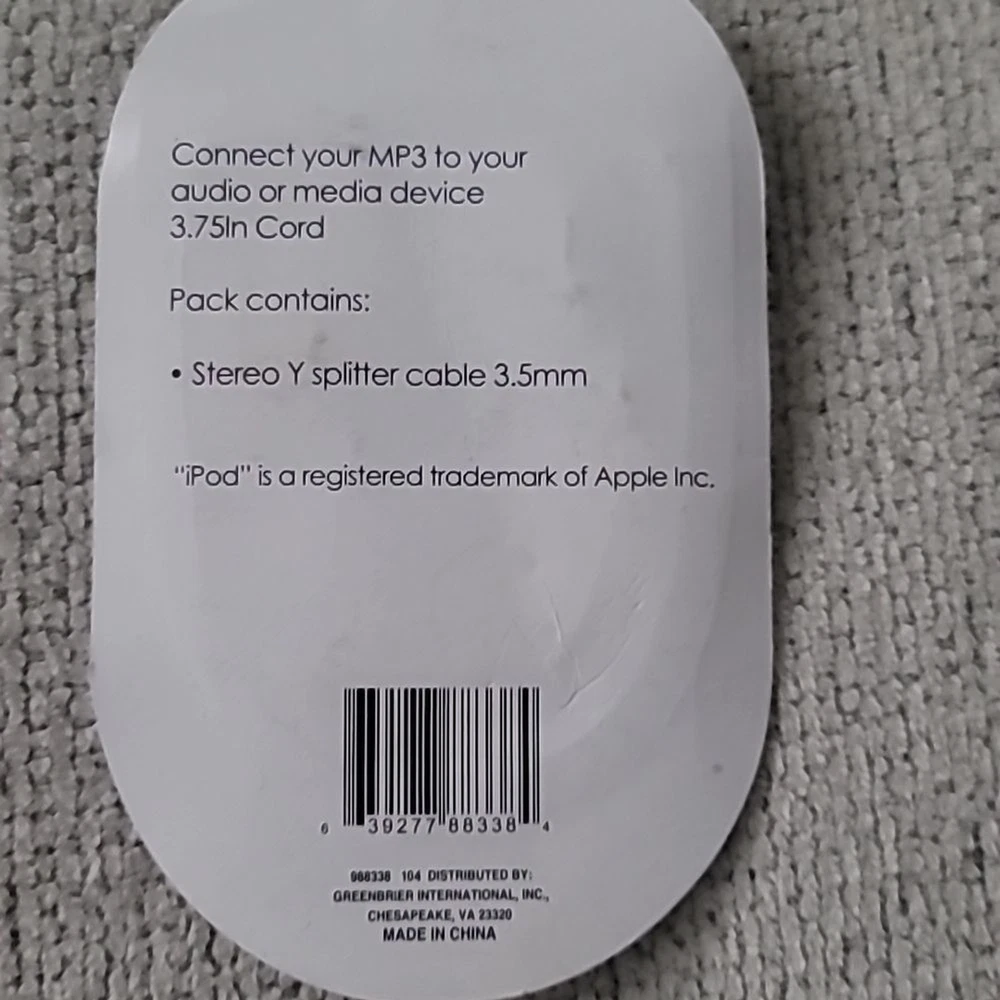 Connect your MP3 to your
audio or media device
3.75In Cord
Pack contains:
• Stereo Y splitter cable 3.5mm
"iPod" is a registered trademark of Apple Inc.
6 39277 88338 4
988338 104 DISTRIBUTED BY:
GREENBRIER INTERNATIONAL, INC.,
CHESAPEAKE, VA 23320
MADE IN CHINA